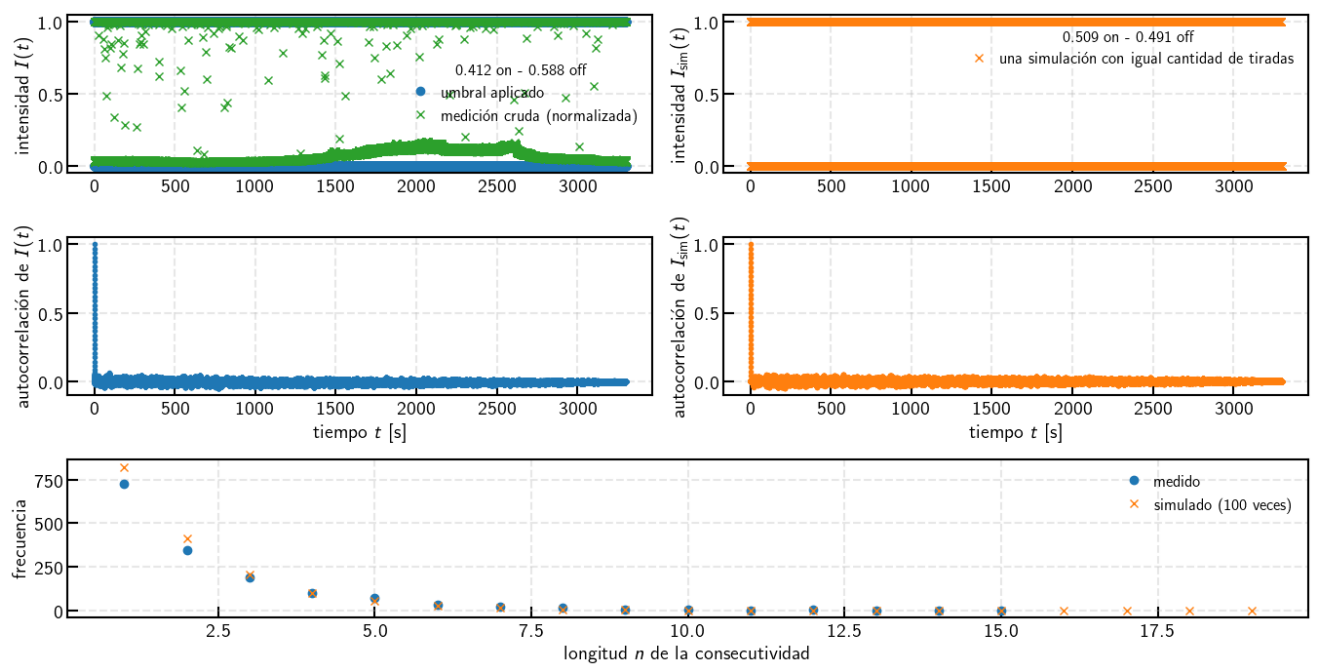 intensidad I(t)
1.0
0.5
0.0
0.412 on - 0.588 off
umbral aplicado
medición cruda (normalizada)
0 500 1000 1500 2000 2500 3000
intensidad I_sim(t)
1.0
0.5
0.0
0.509 on - 0.491 off
una simulación con igual cantidad de tiradas
0 500 1000 1500 2000 2500 3000
autocorrelación de I(t)
1.0
0.5
0.0
0 500 1000 1500 2000 2500 3000
tiempo t [s]
autocorrelación de I_sim(t)
1.0
0.5
0.0
0 500 1000 1500 2000 2500 3000
tiempo t [s]
frecuencia
750
500
250
0
medido
simulado (100 veces)
2.5 5.0 7.5 10.0 12.5 15.0 17.5
longitud n de la consecutividad